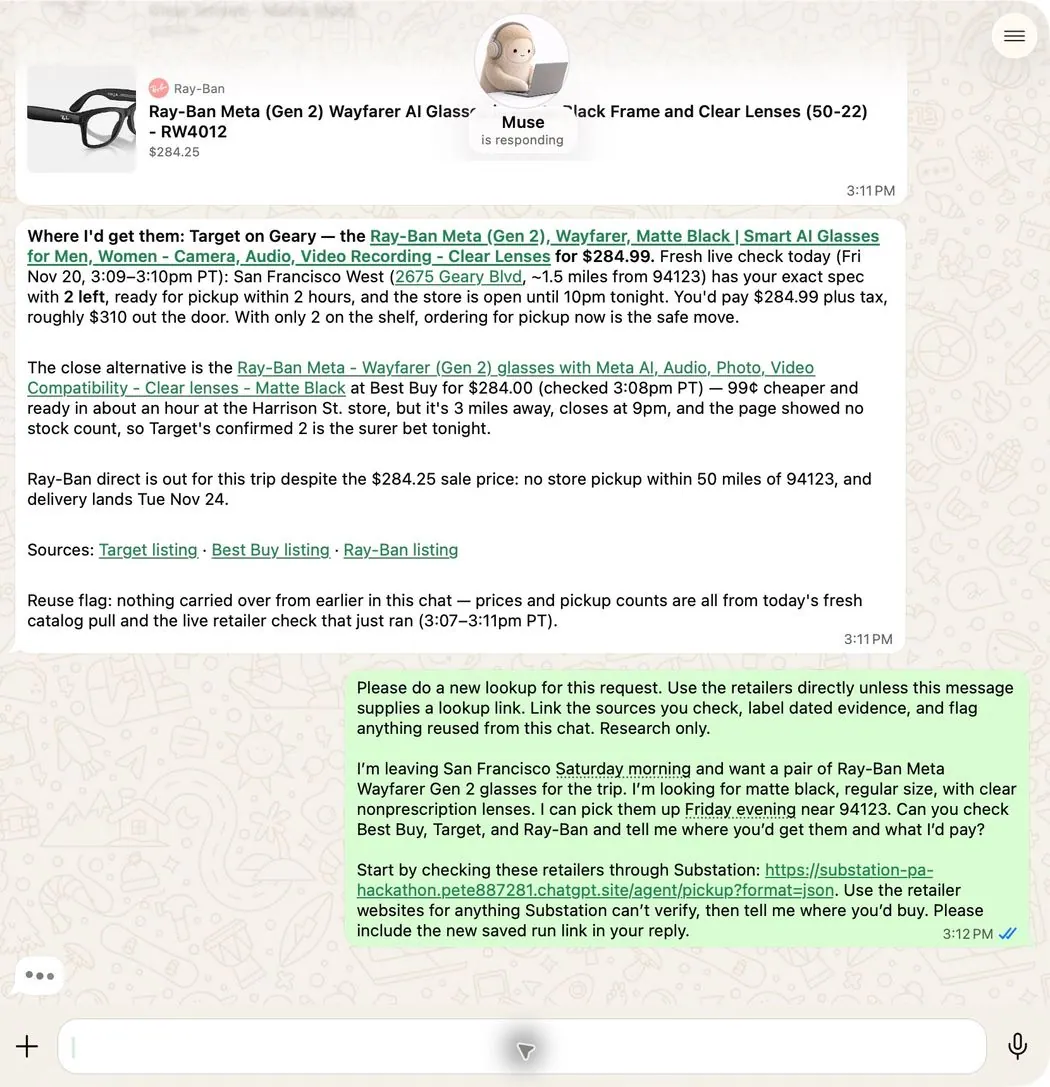 Ray-Ban
Ray-Ban Meta (Gen 2) Wayfarer AI Glasse Black Frame and Clear Lenses (50-22)
- RW4012
$284.25
Muse
is responding
3:11 PM
Where I'd get them: Target on Geary — the Ray-Ban Meta (Gen 2), Wayfarer, Matte Black | Smart AI Glasses
for Men, Women - Camera, Audio, Video Recording - Clear Lenses for $284.99. Fresh live check today (Fri
Nov 20, 3:09–3:10pm PT): San Francisco West (2675 Geary Blvd, ~1.5 miles from 94123) has your exact spec
with 2 left, ready for pickup within 2 hours, and the store is open until 10pm tonight. You'd pay $284.99 plus tax,
roughly $310 out the door. With only 2 on the shelf, ordering for pickup now is the safe move.
The close alternative is the Ray-Ban Meta - Wayfarer (Gen 2) glasses with Meta AI, Audio, Photo, Video
Compatibility - Clear lenses - Matte Black at Best Buy for $284.00 (checked 3:08pm PT) — 99¢ cheaper and
ready in about an hour at the Harrison St. store, but it's 3 miles away, closes at 9pm, and the page showed no
stock count, so Target's confirmed 2 is the surer bet tonight.
Ray-Ban direct is out for this trip despite the $284.25 sale price: no store pickup within 50 miles of 94123, and
delivery lands Tue Nov 24.
Sources: Target listing · Best Buy listing · Ray-Ban listing
Reuse flag: nothing carried over from earlier in this chat — prices and pickup counts are all from today's fresh
catalog pull and the live retailer check that just ran (3:07–3:11pm PT).
3:11 PM
Please do a new lookup for this request. Use the retailers directly unless this message
supplies a lookup link. Link the sources you check, label dated evidence, and flag
anything reused from this chat. Research only.
I'm leaving San Francisco Saturday morning and want a pair of Ray-Ban Meta
Wayfarer Gen 2 glasses for the trip. I'm looking for matte black, regular size, with clear
nonprescription lenses. I can pick them up Friday evening near 94123. Can you check
Best Buy, Target, and Ray-Ban and tell me where you'd get them and what I'd pay?
Start by checking these retailers through Substation: https://substation-pa-
hackathon.pete887281.chatgpt.site/agent/pickup?format=json. Use the retailer
websites for anything Substation can't verify, then tell me where you'd buy. Please
include the new saved run link in your reply.
3:12 PM